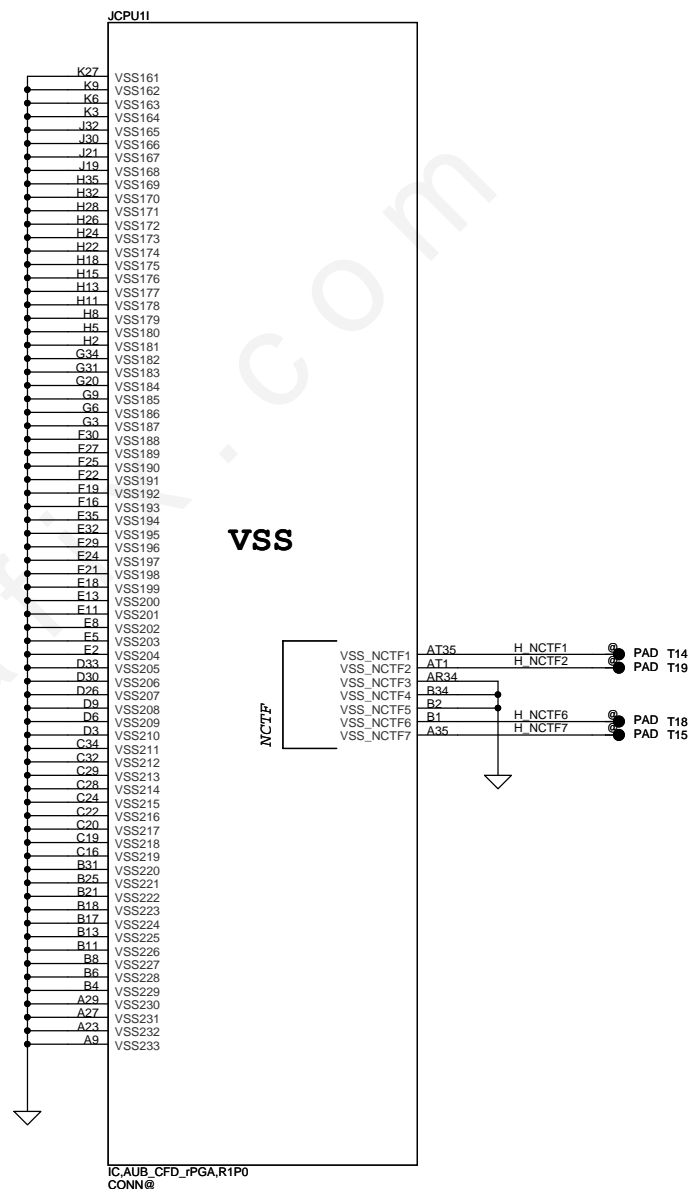 JCPU1I
K27 VSS161
K9 VSS162
K6 VSS163
K3 VSS164
J32 VSS165
J30 VSS166
J21 VSS167
J19 VSS168
H35 VSS169
H32 VSS170
H28 VSS171
H26 VSS172
H24 VSS173
H22 VSS174
H18 VSS175
H15 VSS176
H13 VSS177
H11 VSS178
H8 VSS179
H5 VSS180
H2 VSS181
G34 VSS182
G31 VSS183
G20 VSS184
G9 VSS185
G6 VSS186
G3 VSS187
F30 VSS188
F27 VSS189
F25 VSS190
F22 VSS191
F19 VSS192
F16 VSS193
E35 VSS194
E32 VSS195
E29 VSS196
E24 VSS197
E21 VSS198
E18 VSS199
E13 VSS200
E11 VSS201
E8 VSS202
E5 VSS203
E2 VSS204
D33 VSS205
D30 VSS206
D26 VSS207
D9 VSS208
D6 VSS209
D3 VSS210
C34 VSS211
C32 VSS212
C29 VSS213
C28 VSS214
C24 VSS215
C22 VSS216
C20 VSS217
C19 VSS218
C16 VSS219
B31 VSS220
B25 VSS221
B21 VSS222
B18 VSS223
B17 VSS224
B13 VSS225
B11 VSS226
B8 VSS227
B6 VSS228
B4 VSS229
A29 VSS230
A27 VSS231
A23 VSS232
A9 VSS233
VSS
NCTF
VSS_NCTF1 AT35 H_NCTF1 @ PAD T14
VSS_NCTF2 AT1 H_NCTF2 @ PAD T19
VSS_NCTF3 AR34
VSS_NCTF4 B34
VSS_NCTF5 B2
VSS_NCTF6 B1 H_NCTF6 @ PAD T18
VSS_NCTF7 A35 H_NCTF7 @ PAD T15
IC,AUB_CFD_rPGA,R1P0
CONN@